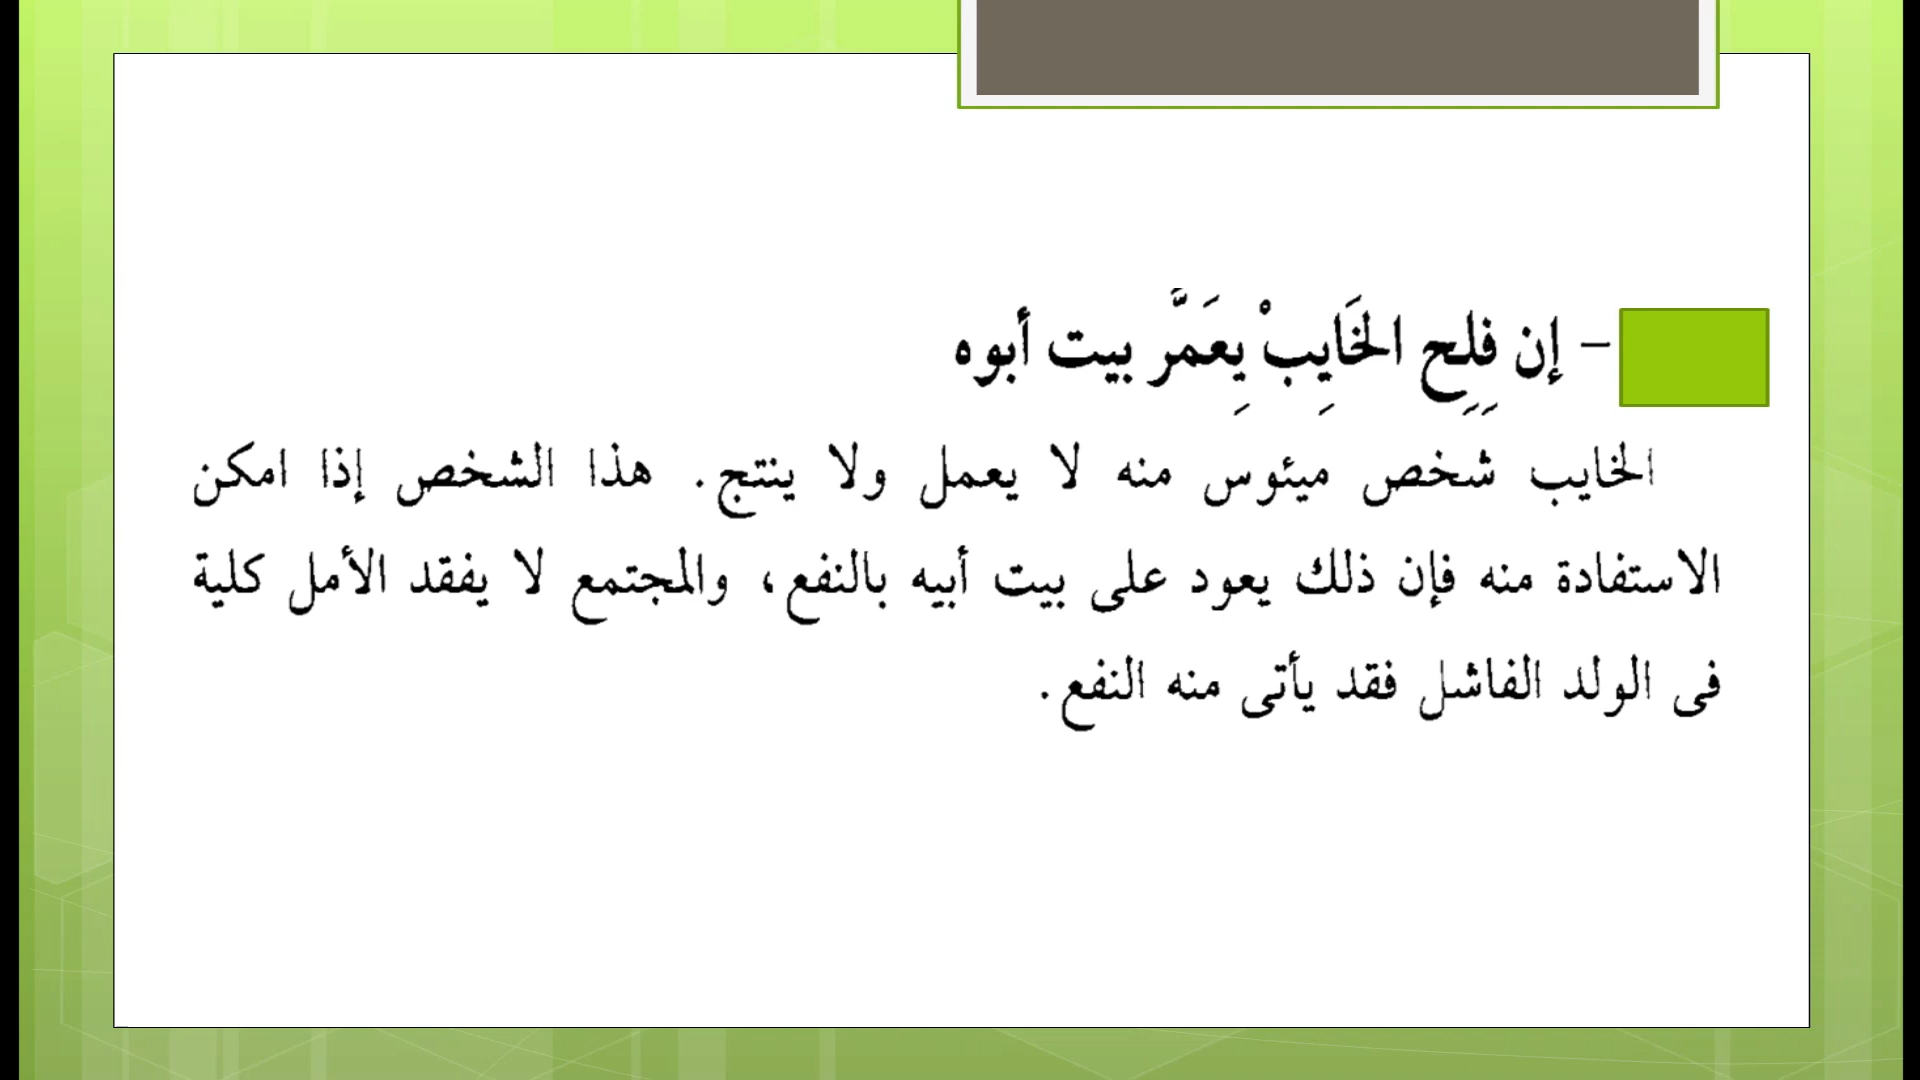 - إن فِلِح الخَايِبْ يِعَمَّر بيت أبوه
الخايب شخص ميئوس منه لا يعمل ولا ينتج. هذا الشخص إذا امكن
الاستفادة منه فإن ذلك يعود على بيت أبيه بالنفع، والمجتمع لا يفقد الأمل كلية
فى الولد الفاشل فقد يأتى منه النفع.